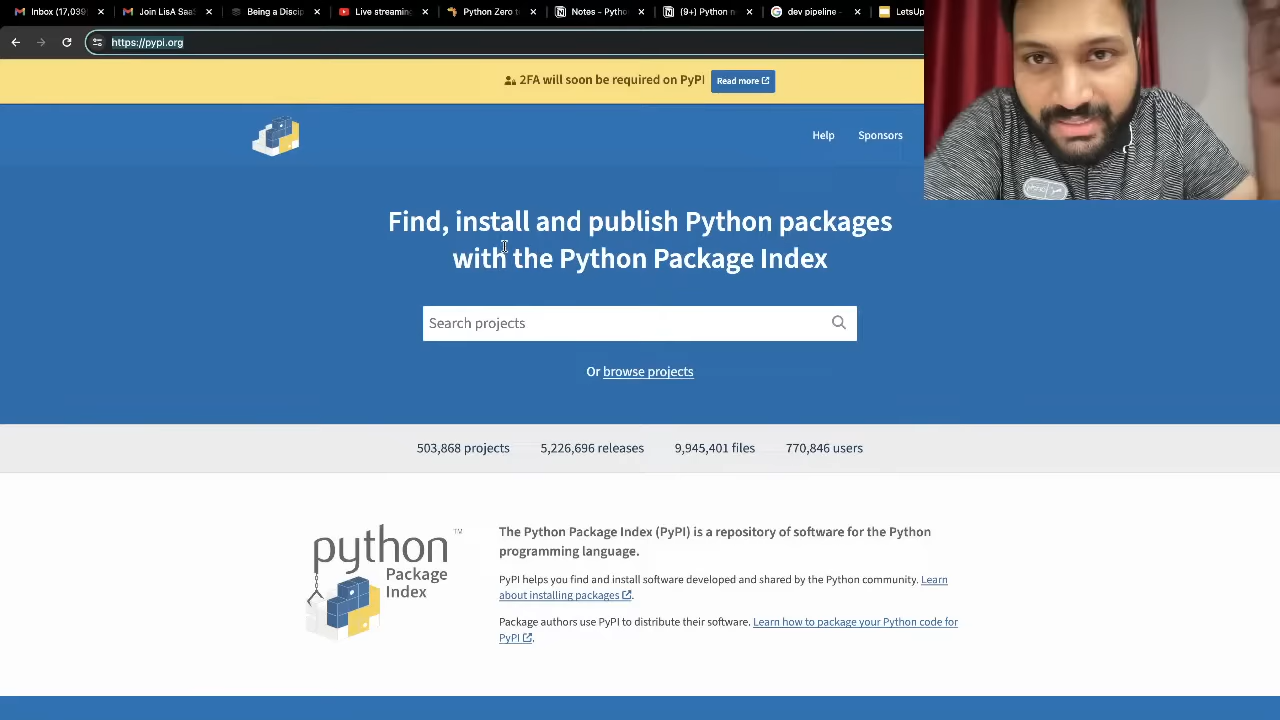 Inbox (17,039)
Join LisA Saa
Being a Discip
Live streamin
Python Zero t
Notes - Pytho
(9+) Python n
dev pipeline -
LetsUp
https://pypi.org
2FA will soon be required on PyPI
Read more
Help
Sponsors
Find, install and publish Python packages
with the Python Package Index
Search projects
Or browse projects
503,868 projects
5,226,696 releases
9,945,401 files
770,846 users
python
Package
Index
TM
The Python Package Index (PyPI) is a repository of software for the Python
programming language.
PyPI helps you find and install software developed and shared by the Python community. Learn
about installing packages.
Package authors use PyPI to distribute their software. Learn how to package your Python code for
PyPI.